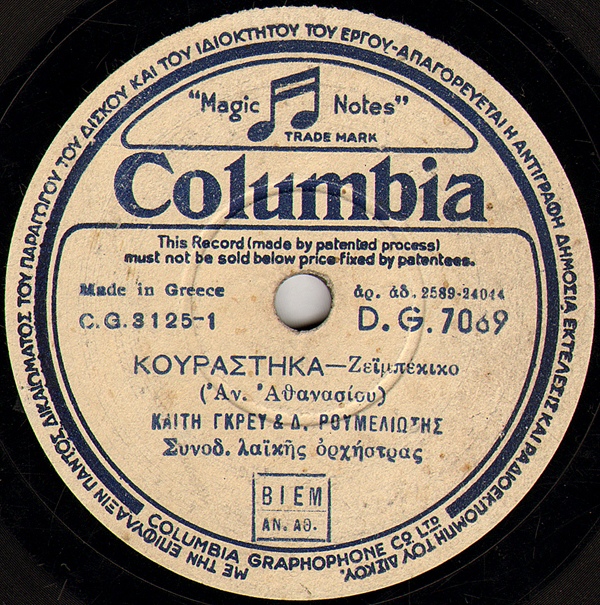 ΜΕ ΤΗΝ ΕΠΙΦΥΛΑΞΙΝ ΠΑΝΤΟΣ ΔΙΚΑΙΩΜΑΤΟΣ ΤΟΥ ΠΑΡΑΓΩΓΟΥ ΤΟΥ ΔΙΣΚΟΥ ΚΑΙ ΤΟΥ ΙΔΙΟΚΤΗΤΟΥ ΤΟΥ ΕΡΓΟΥ-ΑΠΑΓΟΡΕΥΕΤΑΙ Η ΑΝΤΙΓΡΑΦΗ ΔΗΜΟΣΙΑ ΕΚΤΕΛΕΣΙΣ ΚΑΙ ΡΑΔΙΟΕΚΠΟΜΠΗ ΤΟΥ ΔΙΣΚΟΥ.
"Magic Notes"
TRADE MARK
Columbia
This Record (made by patented process)
must not be sold below price fixed by patentees.
Made in Greece ἀρ. ἀδ. 2589-24044
C.G.3125-1 D.G.7069
ΚΟΥΡΑΣΤΗΚΑ—Ζεϊμπεκικο
(Ἀν. Ἀθανασίου)
ΚΑΙΤΗ ΓΚΡΕΥ & Δ. ΡΟΥΜΕΛΙΩΤΗΣ
Συνοδ. λαϊκῆς ὀρχήστρας
BIEM
ΑΝ. ΑΘ.
COLUMBIA GRAPHOPHONE CO LTD